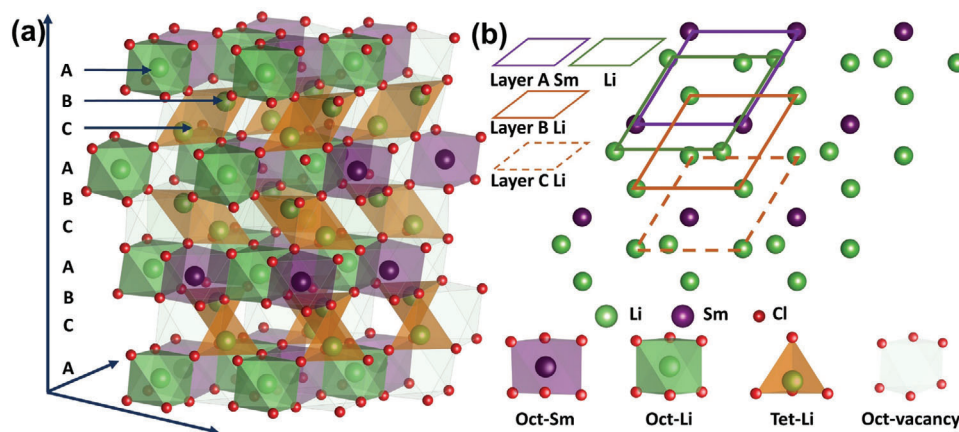 (a)
A
B
C
A
B
C
A
B
C
A
(b)
Layer A Sm Li
Layer B Li
Layer C Li
Li Sm Cl
Oct-Sm Oct-Li Tet-Li Oct-vacancy